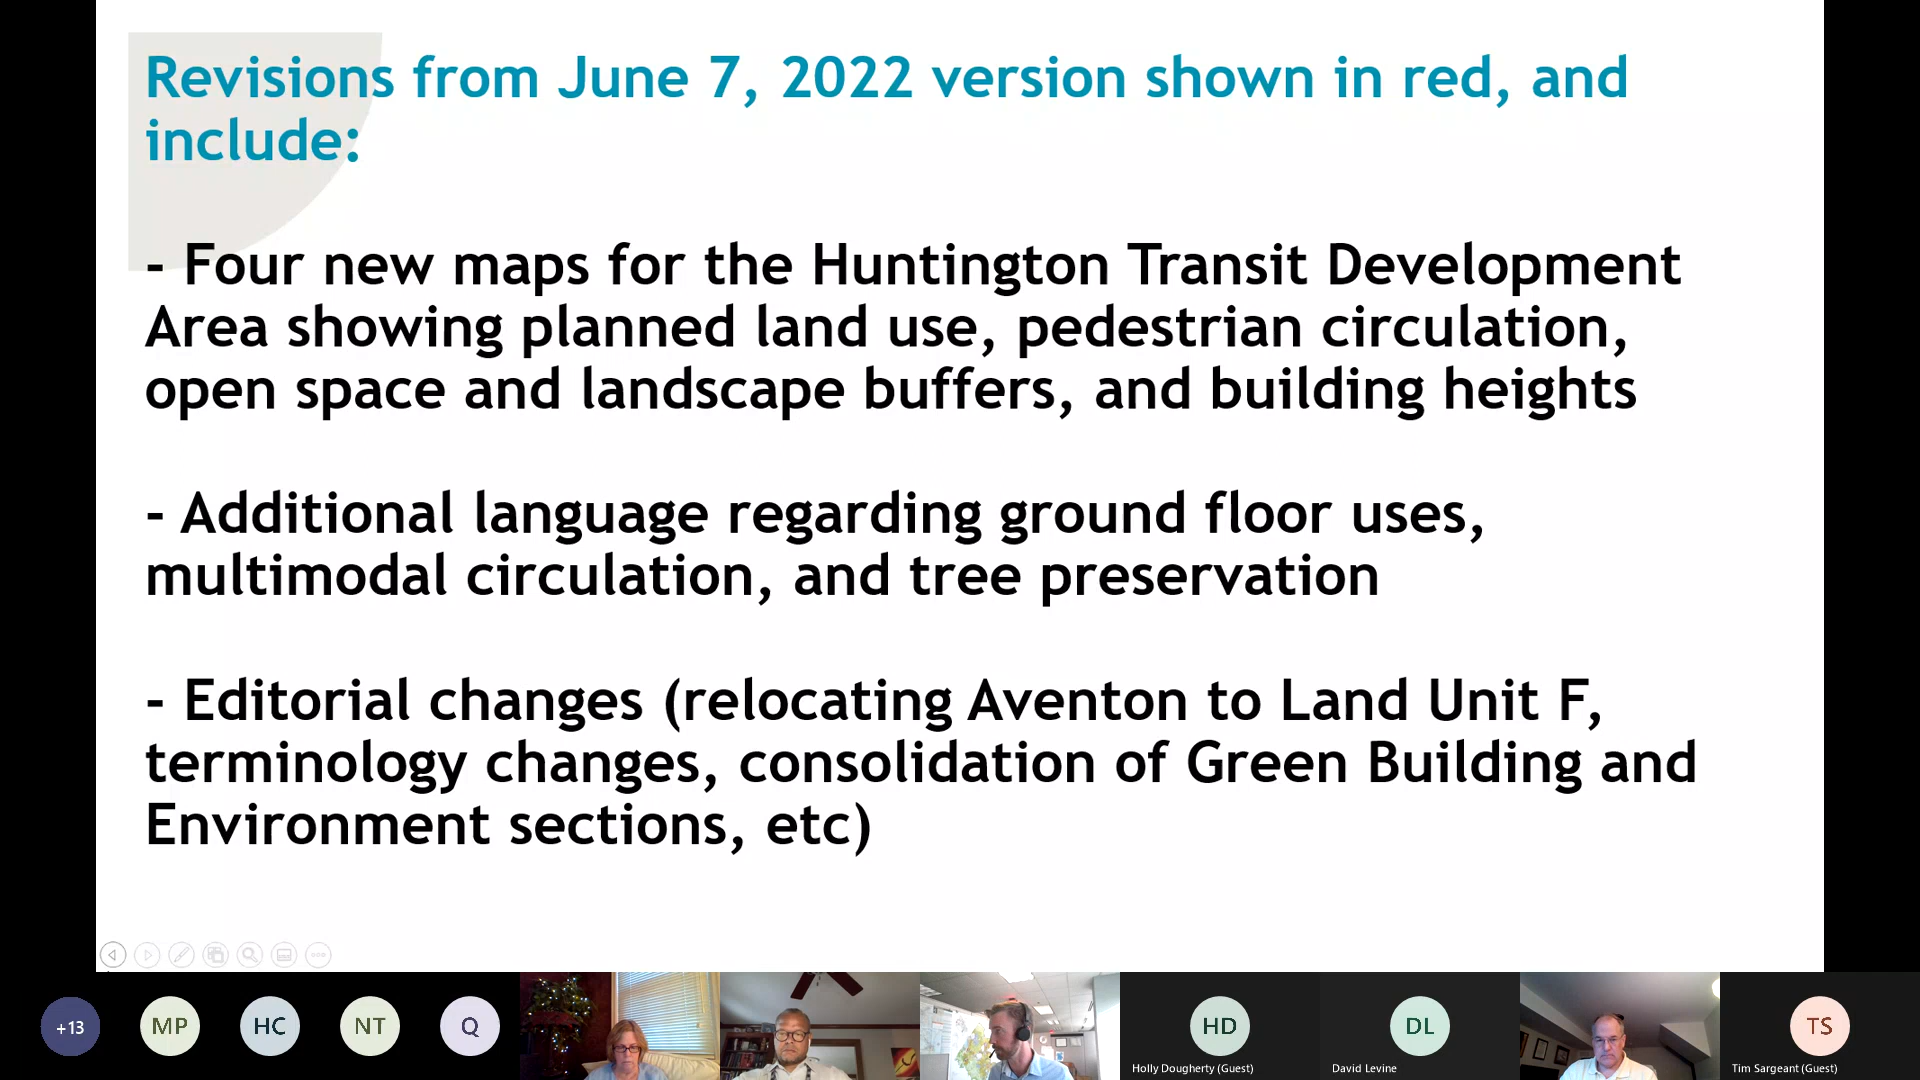 Revisions from June 7, 2022 version shown in red, and
include:
- Four new maps for the Huntington Transit Development
Area showing planned land use, pedestrian circulation,
open space and landscape buffers, and building heights
- Additional language regarding ground floor uses,
multimodal circulation, and tree preservation
- Editorial changes (relocating Aventon to Land Unit F,
terminology changes, consolidation of Green Building and
Environment sections, etc)
+13
MP
HC
NT
Q
HD
Holly Dougherty (Guest)
DL
David Levine
TS
Tim Sargeant (Guest)